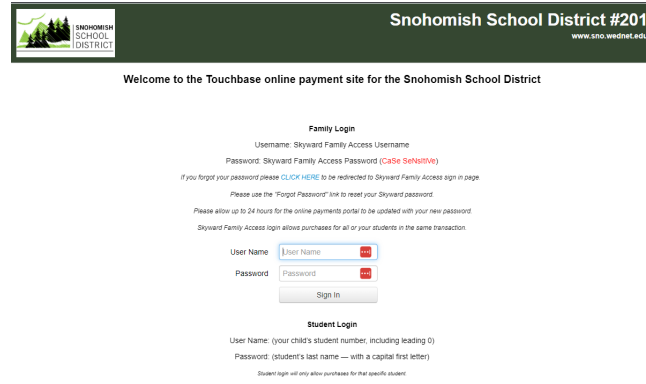 SNOHOMISH
SCHOOL
DISTRICT
Snohomish School District #201
www.sno.wednet.edu
Welcome to the Touchbase online payment site for the Snohomish School District
Family Login
Username: Skyward Family Access Username
Password: Skyward Family Access Password (CaSe SeNsItIVe)
If you forgot your password please CLICK HERE to be redirected to Skyward Family Access sign in page.
Please use the "Forgot Password" link to reset your Skyward password.
Please allow up to 24 hours for the online payments portal to be updated with your new password.
Skyward Family Access login allows purchases for all or your students in the same transaction.
User Name User Name
Password Password
Sign In
Student Login
User Name: (your child's student number, including leading 0)
Password: (student's last name — with a capital first letter)
Student login will only allow purchases for that specific student.